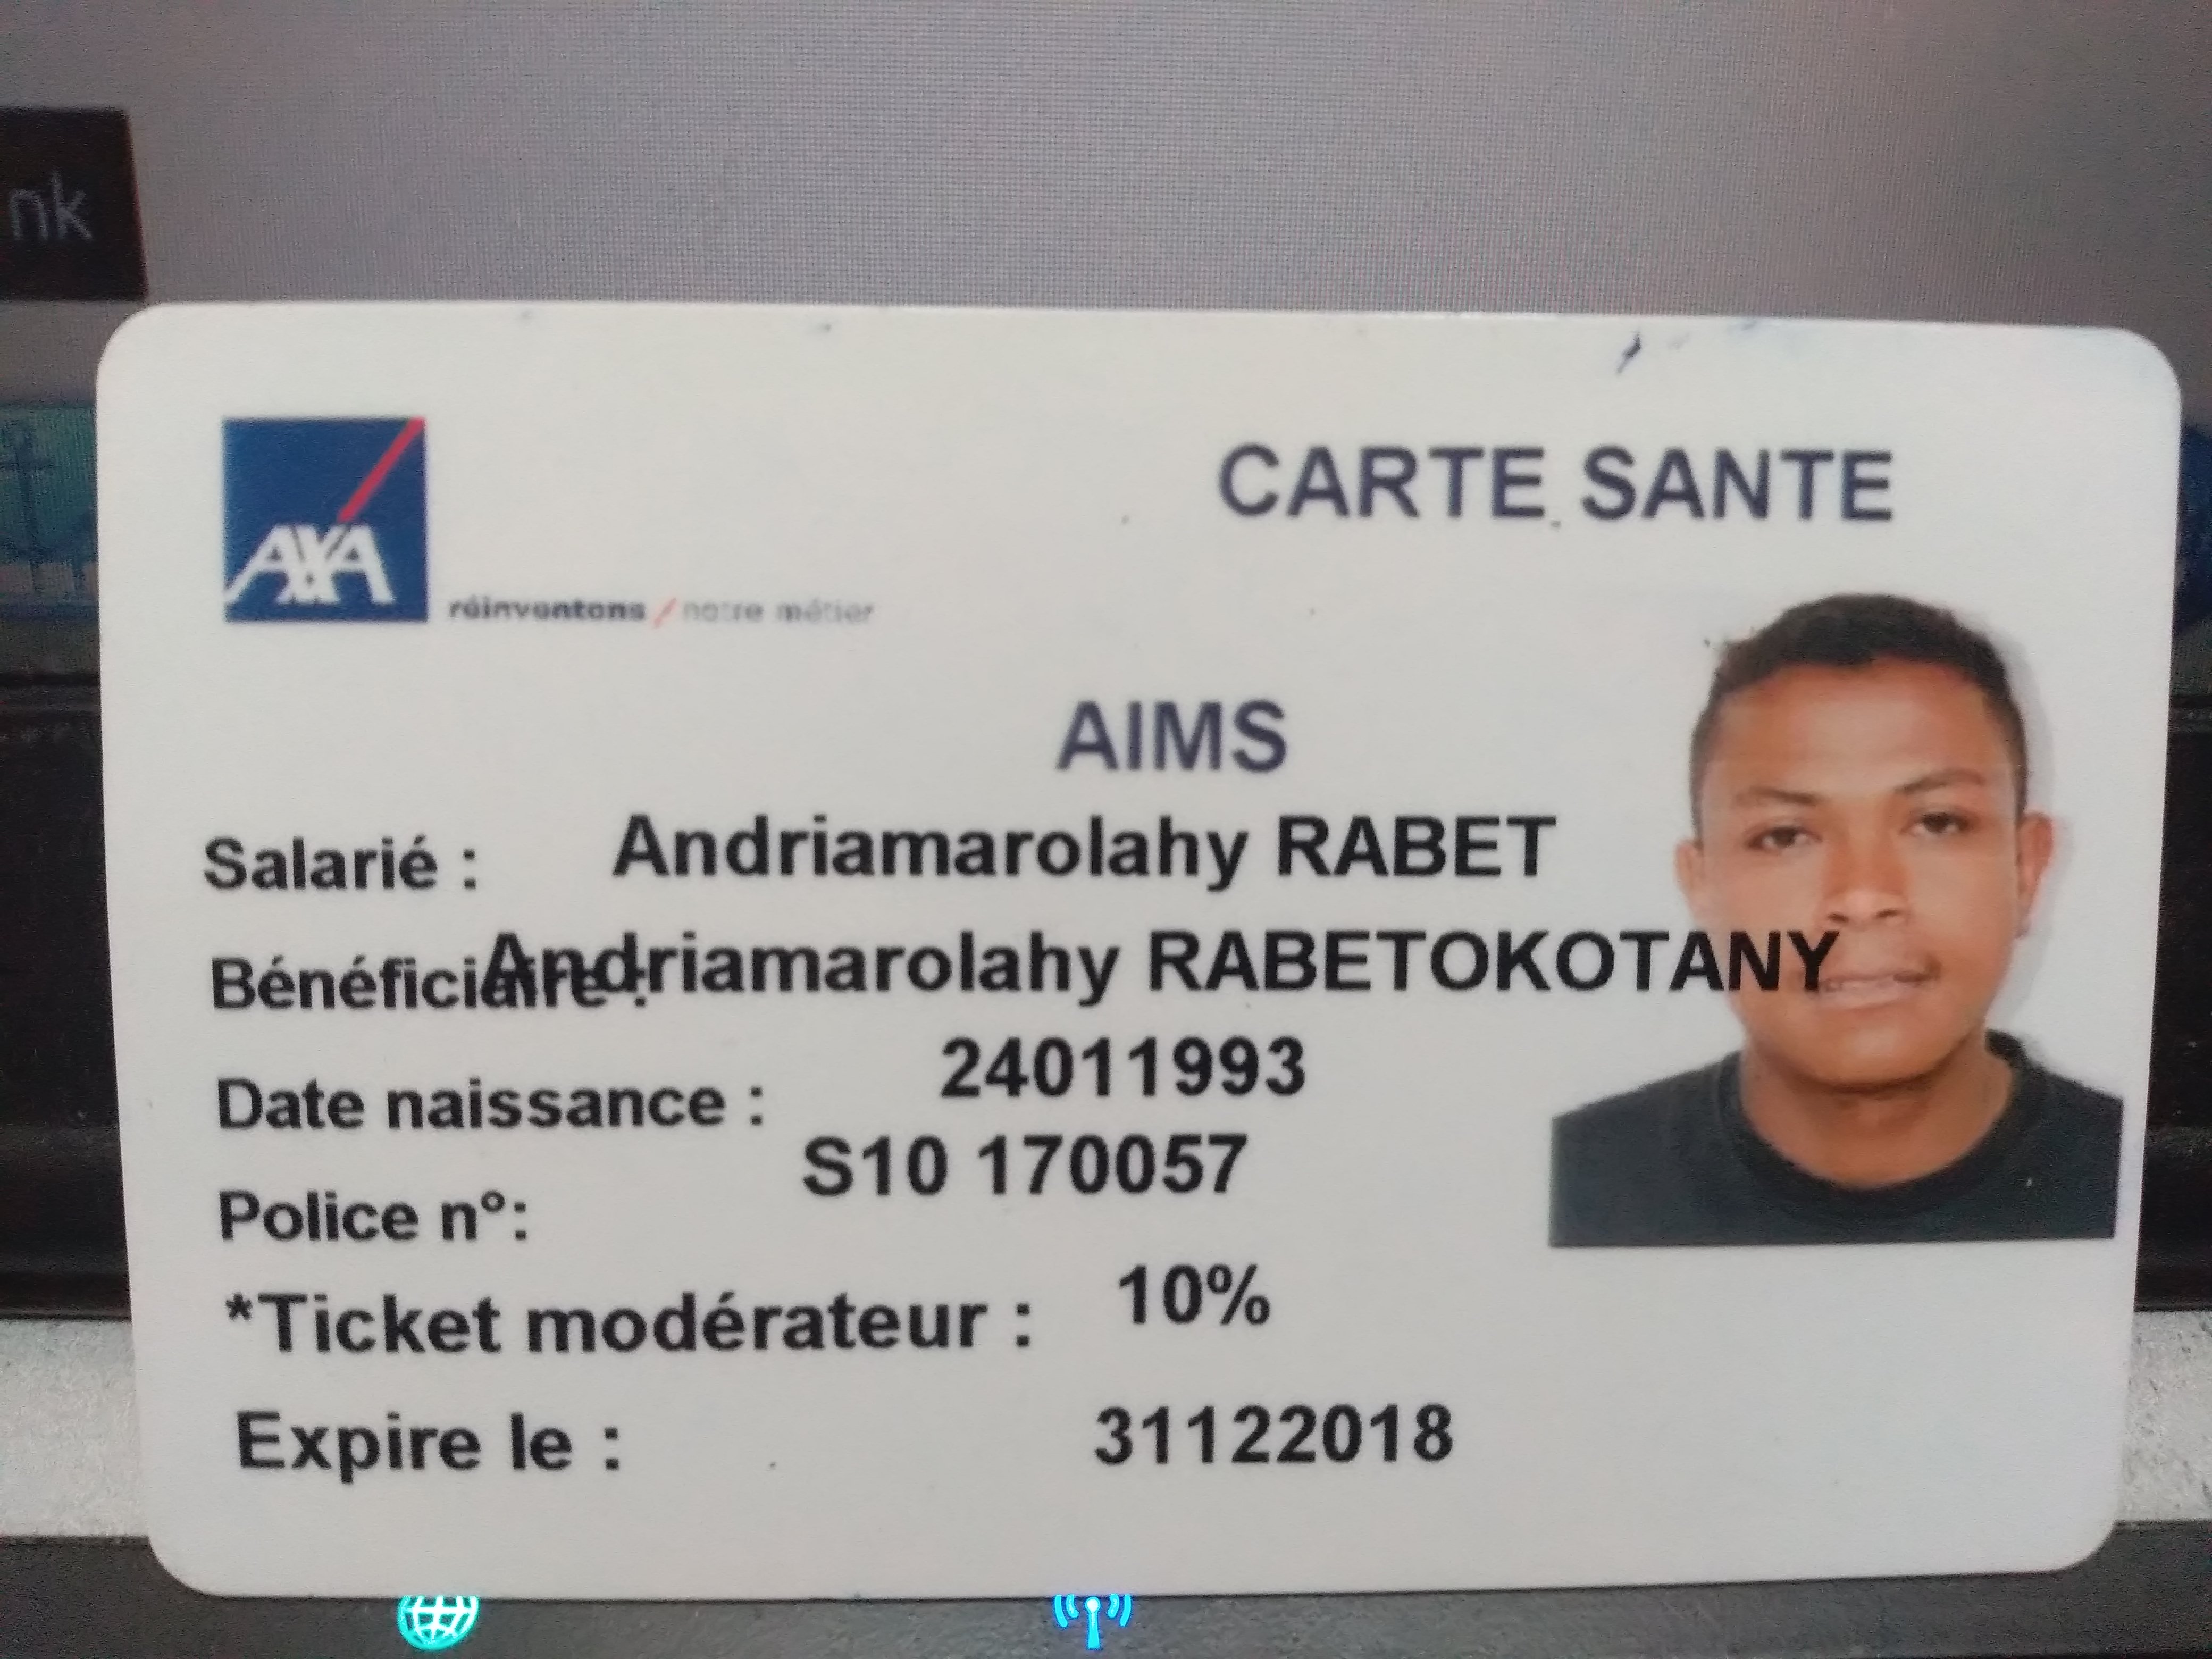 nk
CARTE SANTE
AXA
réinventons / notre métier
AIMS
Salarié : Andriamarolahy RABET
Bénéficiaire : Andriamarolahy RABETOKOTANY
Date naissance : 24011993
Police n°: S10 170057
*Ticket modérateur : 10%
Expire le : 31122018